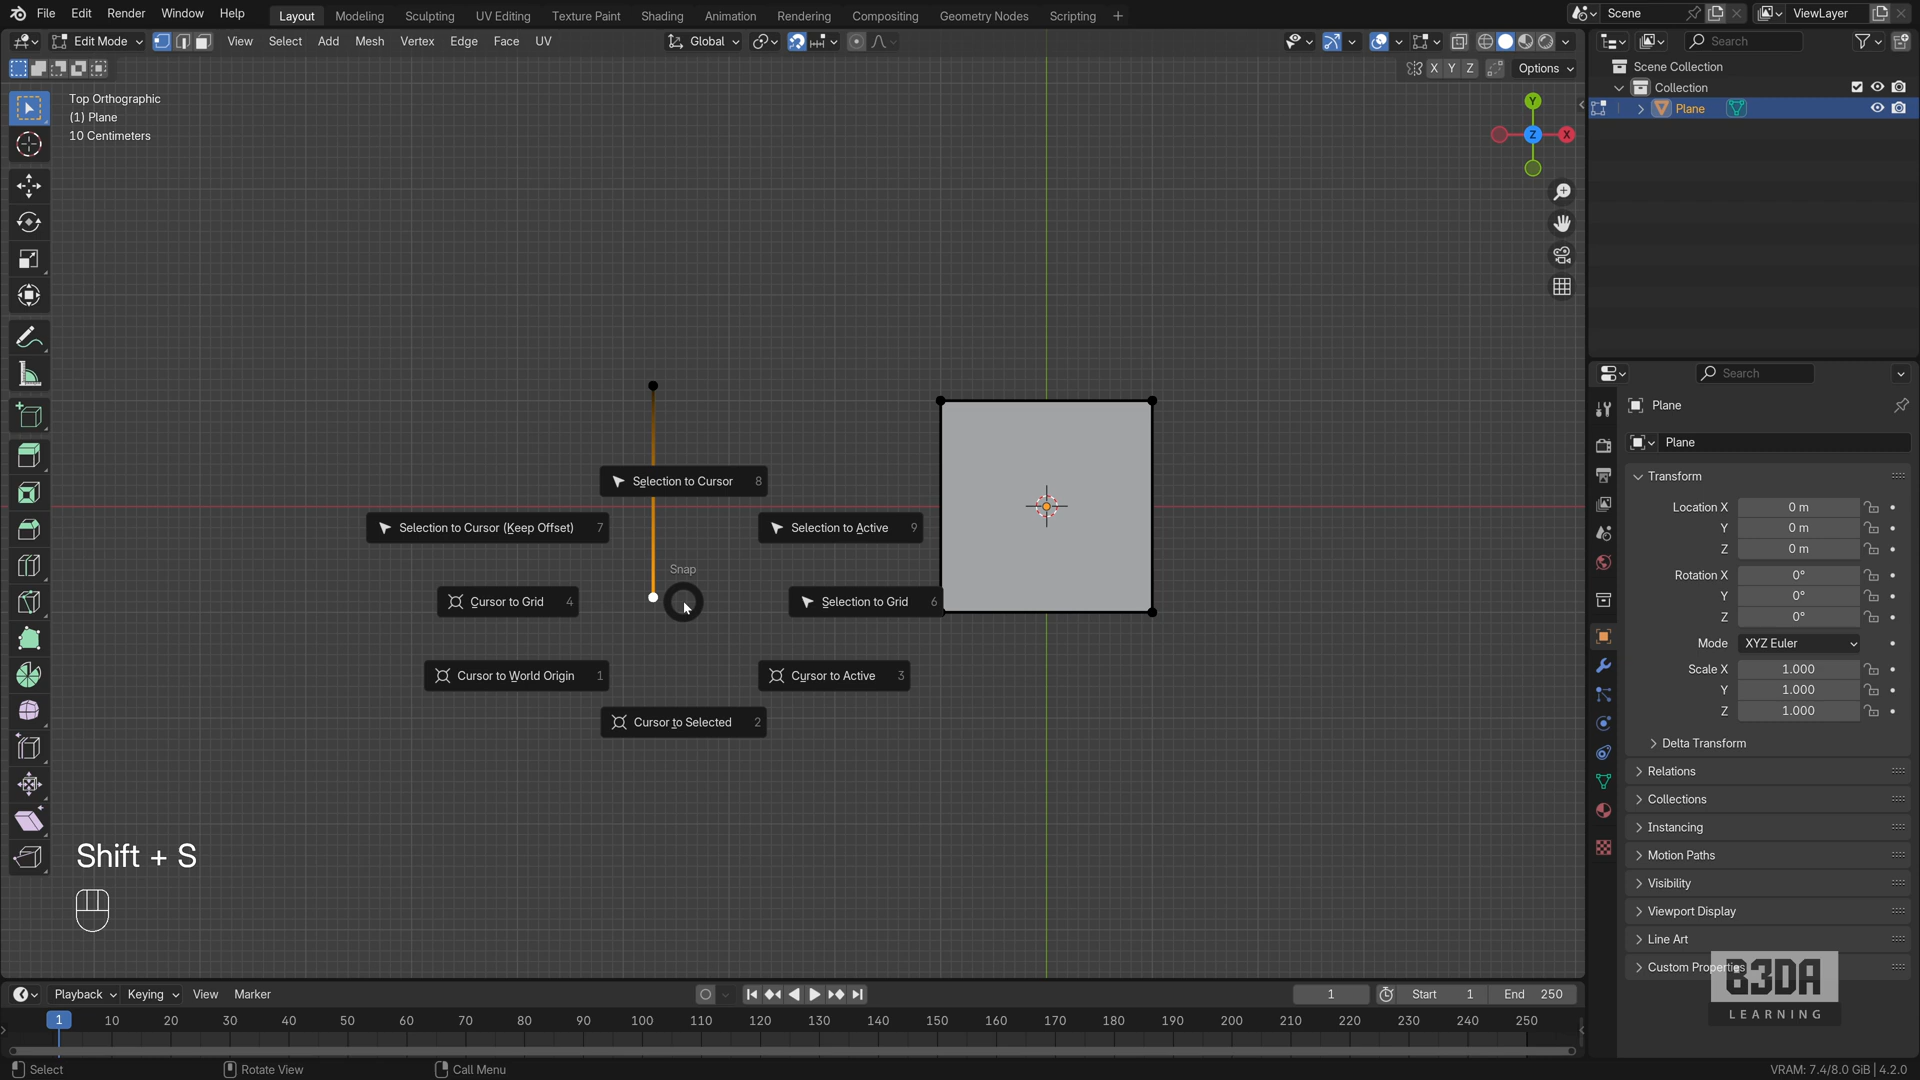 File Edit Render Window Help Layout Modeling Sculpting UV Editing Texture Paint Shading Animation Rendering Compositing Geometry Nodes Scripting + Scene ViewLayer
Edit Mode View Select Add Mesh Vertex Edge Face UV Global Search
X Y Z Options
Scene Collection
Collection
Plane
Top Orthographic
(1) Plane
10 Centimeters
Y
Z X
Search
Plane
Plane
Transform
Location X 0 m
Y 0 m
Z 0 m
Rotation X 0°
Y 0°
Z 0°
Mode XYZ Euler
Scale X 1.000
Y 1.000
Z 1.000
Delta Transform
Relations
Collections
Instancing
Motion Paths
Visibility
Viewport Display
Line Art
Custom Properties
Selection to Cursor 8
Selection to Cursor (Keep Offset) 7
Selection to Active 9
Snap
Cursor to Grid 4
Selection to Grid 6
Cursor to World Origin 1
Cursor to Active 3
Cursor to Selected 2
Shift + S
B3DA
LEARNING
Playback Keying View Marker 1 Start 1 End 250
1 10 20 30 40 50 60 70 80 90 100 110 120 130 140 150 160 170 180 190 200 210 220 230 240 250
Select Rotate View Call Menu VRAM: 7.4/8.0 GiB | 4.2.0